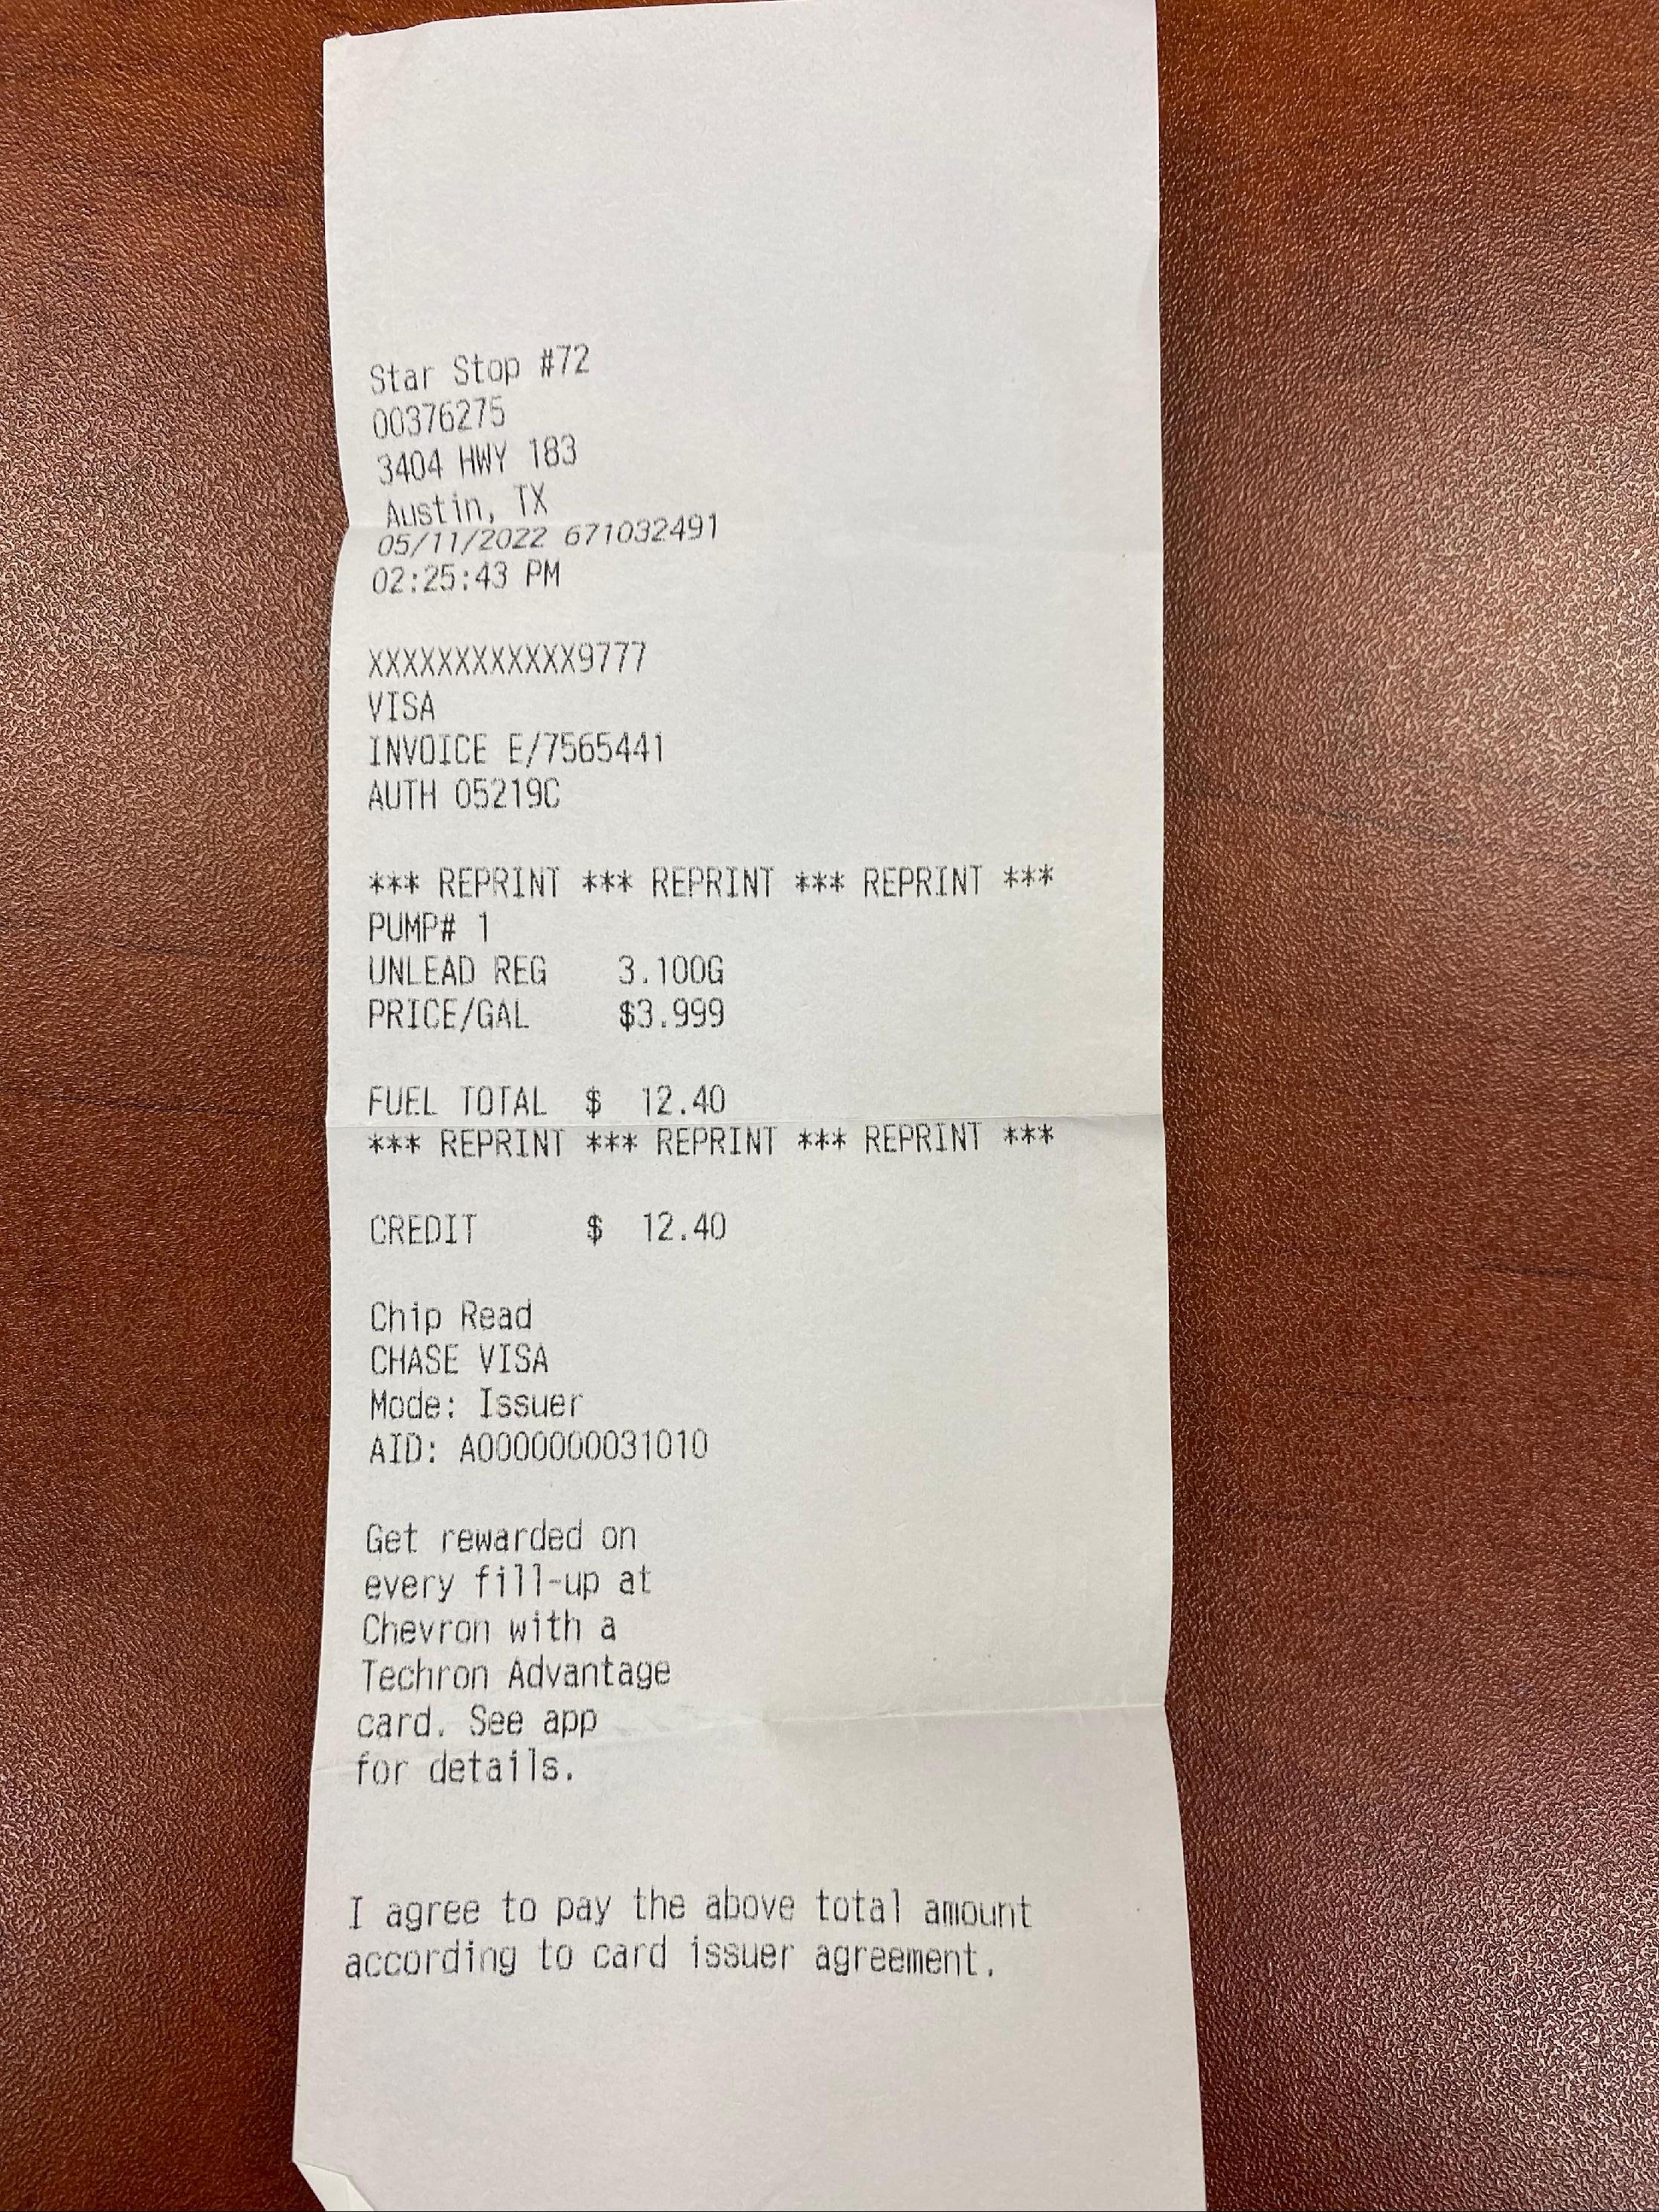 Star Stop #72
00376275
3404 HWY 183
Austin, TX
05/11/2022 671032491
02:25:43 PM
XXXXXXXXXXXX9777
VISA
INVOICE E/7565441
AUTH 05219C
*** REPRINT *** REPRINT *** REPRINT ***
PUMP# 1
UNLEAD REG 3.100G
PRICE/GAL $3.999
FUEL TOTAL $ 12.40
*** REPRINT *** REPRINT *** REPRINT ***
CREDIT $ 12.40
Chip Read
CHASE VISA
Mode: Issuer
AID: A0000000031010
Get rewarded on
every fill-up at
Chevron with a
Techron Advantage
card. See app
for details.
I agree to pay the above total amount
according to card issuer agreement.